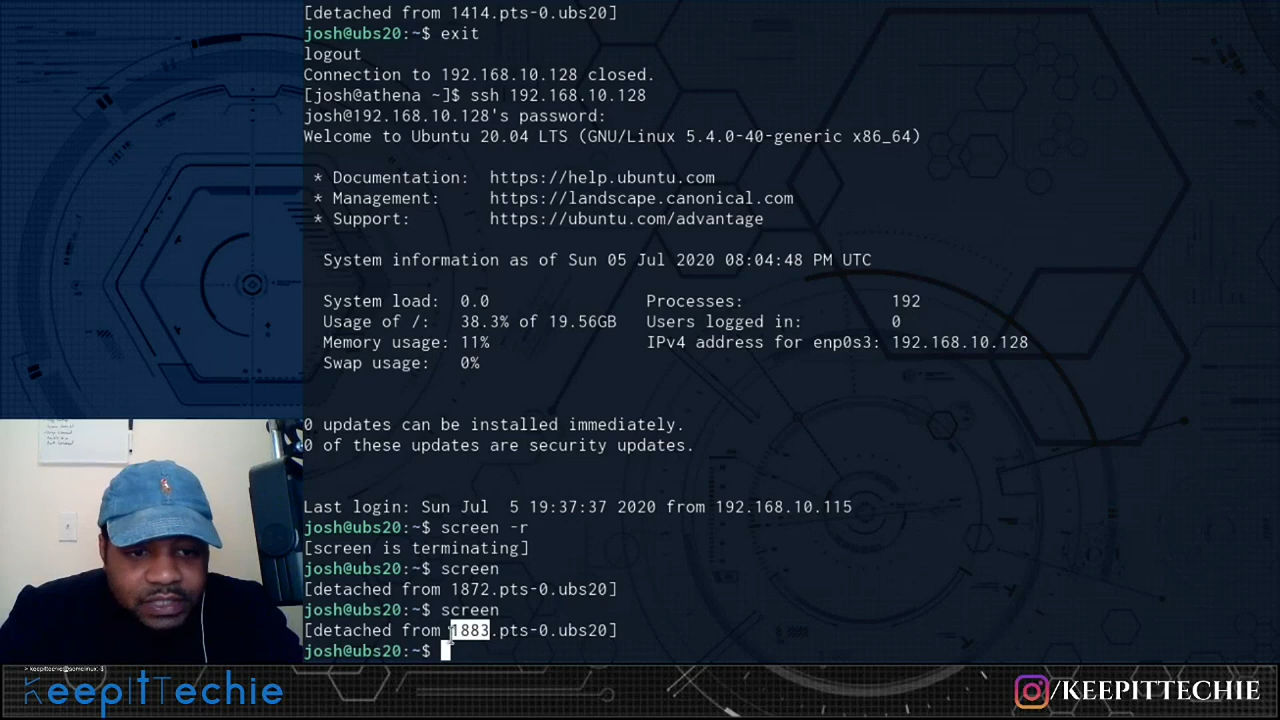 [detached from 1414.pts-0.ubs20]
josh@ubs20:~$ exit
logout
Connection to 192.168.10.128 closed.
[josh@athena ~]$ ssh 192.168.10.128
josh@192.168.10.128's password:
Welcome to Ubuntu 20.04 LTS (GNU/Linux 5.4.0-40-generic x86_64)
* Documentation: https://help.ubuntu.com
* Management: https://landscape.canonical.com
* Support: https://ubuntu.com/advantage
System information as of Sun 05 Jul 2020 08:04:48 PM UTC
System load: 0.0 Processes: 192
Usage of /: 38.3% of 19.56GB Users logged in: 0
Memory usage: 11% IPv4 address for enp0s3: 192.168.10.128
Swap usage: 0%
0 updates can be installed immediately.
0 of these updates are security updates.
Last login: Sun Jul 5 19:37:37 2020 from 192.168.10.115
josh@ubs20:~$ screen -r
[screen is terminating]
josh@ubs20:~$ screen
[detached from 1872.pts-0.ubs20]
josh@ubs20:~$ screen
[detached from 1883.pts-0.ubs20]
josh@ubs20:~$
KeepItTechie
/KEEPITTECHIE